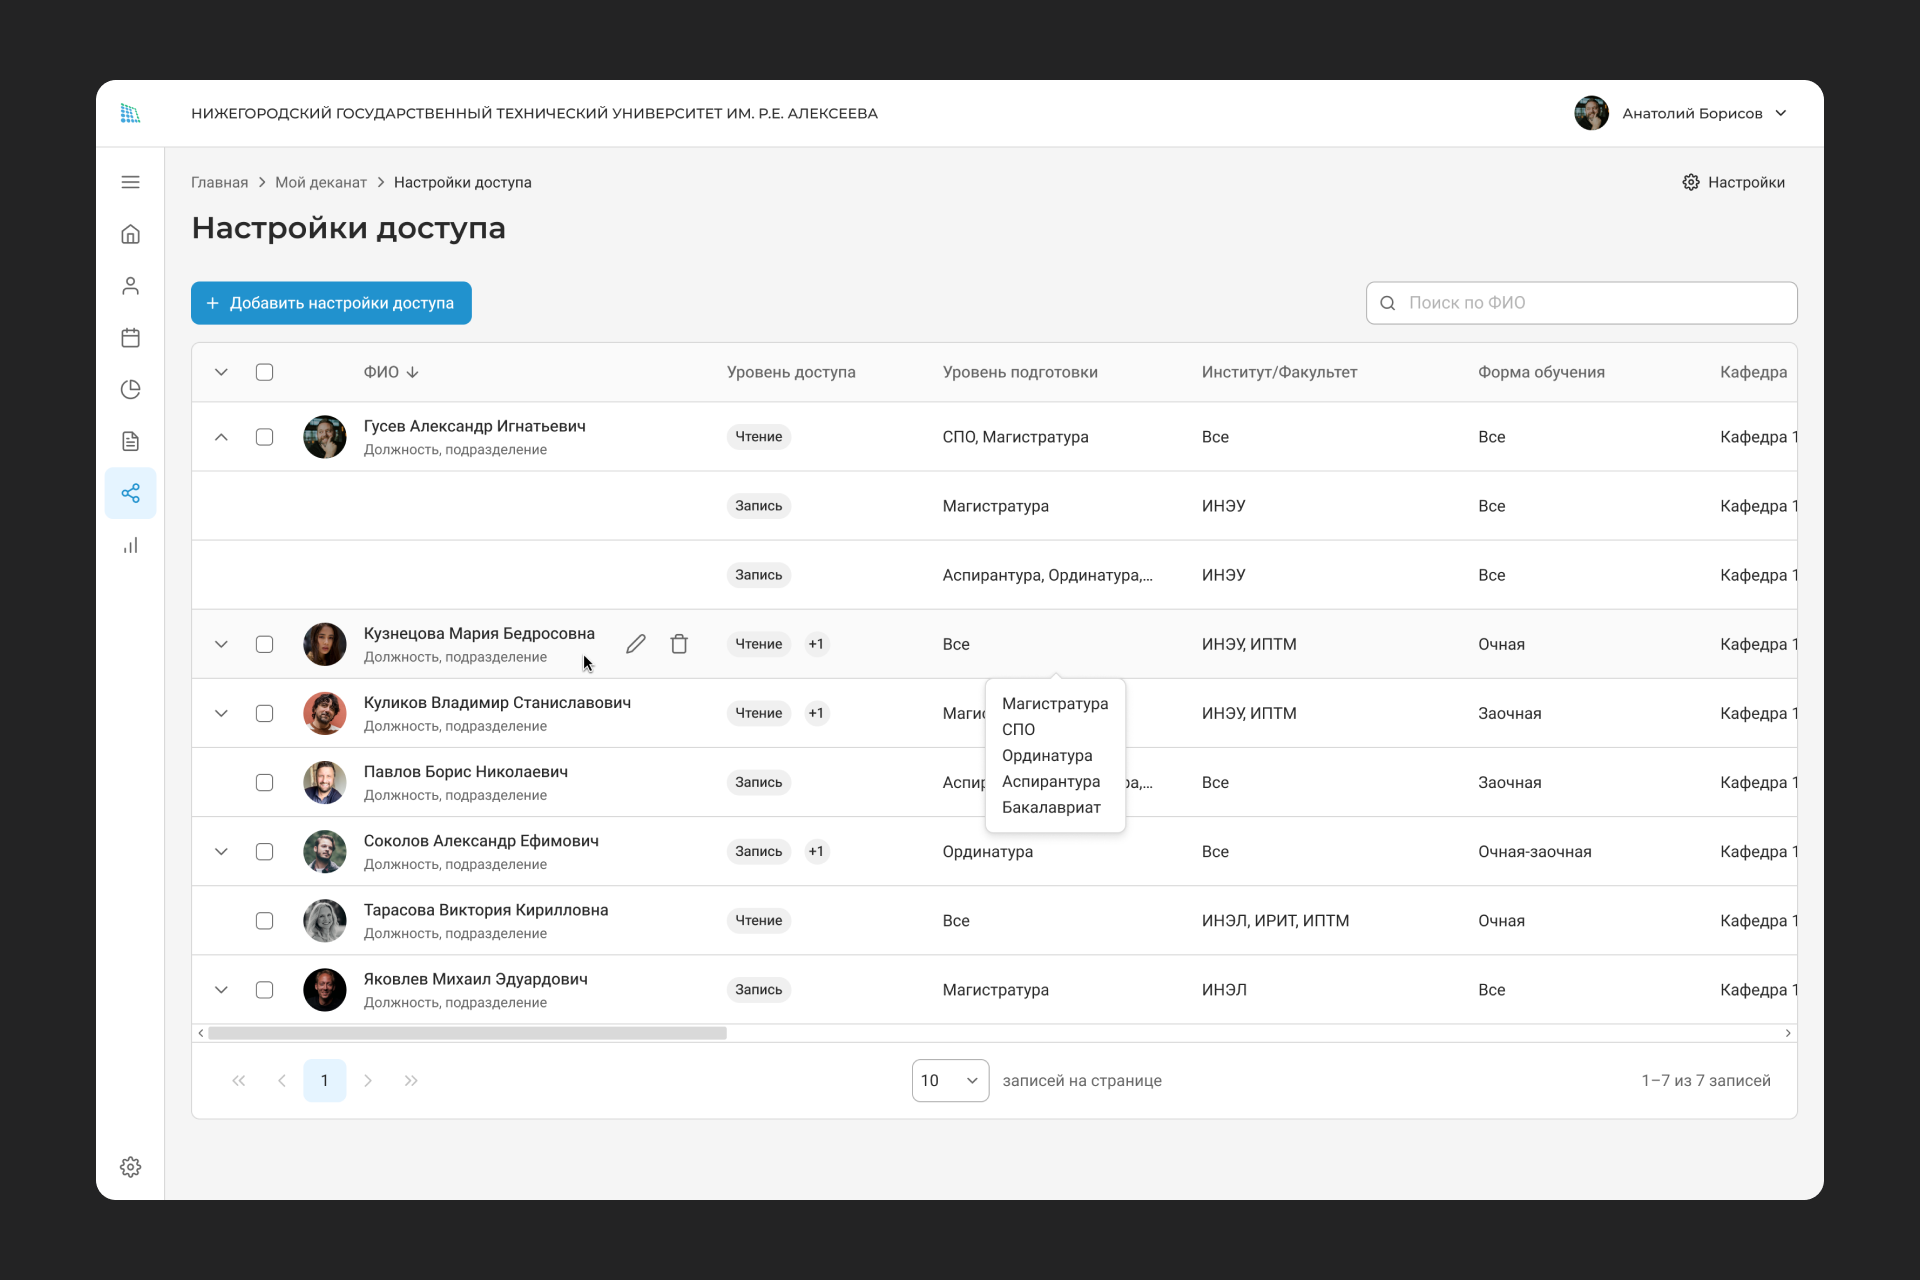 НИЖЕГОРОДСКИЙ ГОСУДАРСТВЕННЫЙ ТЕХНИЧЕСКИЙ УНИВЕРСИТЕТ ИМ. Р.Е. АЛЕКСЕЕВА
Анатолий Борисов
Главная Мой деканат Настройки доступа
Настройки
Настройки доступа
+ Добавить настройки доступа
Поиск по ФИО
ФИО Уровень доступа Уровень подготовки Институт/Факультет Форма обучения Кафедра
Гусев Александр Игнатьевич
Должность, подразделение
Чтение СПО, Магистратура Все Все Кафедра 1
Запись Магистратура ИНЭУ Все Кафедра 1
Запись Аспирантура, Ординатура,... ИНЭУ Все Кафедра 1
Кузнецова Мария Бедросовна
Должность, подразделение
Чтение +1 Все ИНЭУ, ИПТМ Очная Кафедра 1
Магистратура
СПО
Ординатура
Аспирантура
Бакалавриат
Куликов Владимир Станиславович
Должность, подразделение
Чтение +1 ИНЭУ, ИПТМ Заочная Кафедра 1
Павлов Борис Николаевич
Должность, подразделение
Запись Все Заочная Кафедра 1
Соколов Александр Ефимович
Должность, подразделение
Запись +1 Ординатура Все Очная-заочная Кафедра 1
Тарасова Виктория Кирилловна
Должность, подразделение
Чтение Все ИНЭЛ, ИРИТ, ИПТМ Очная Кафедра 1
Яковлев Михаил Эдуардович
Должность, подразделение
Запись Магистратура ИНЭЛ Все Кафедра 1
1
10 записей на странице
1–7 из 7 записей